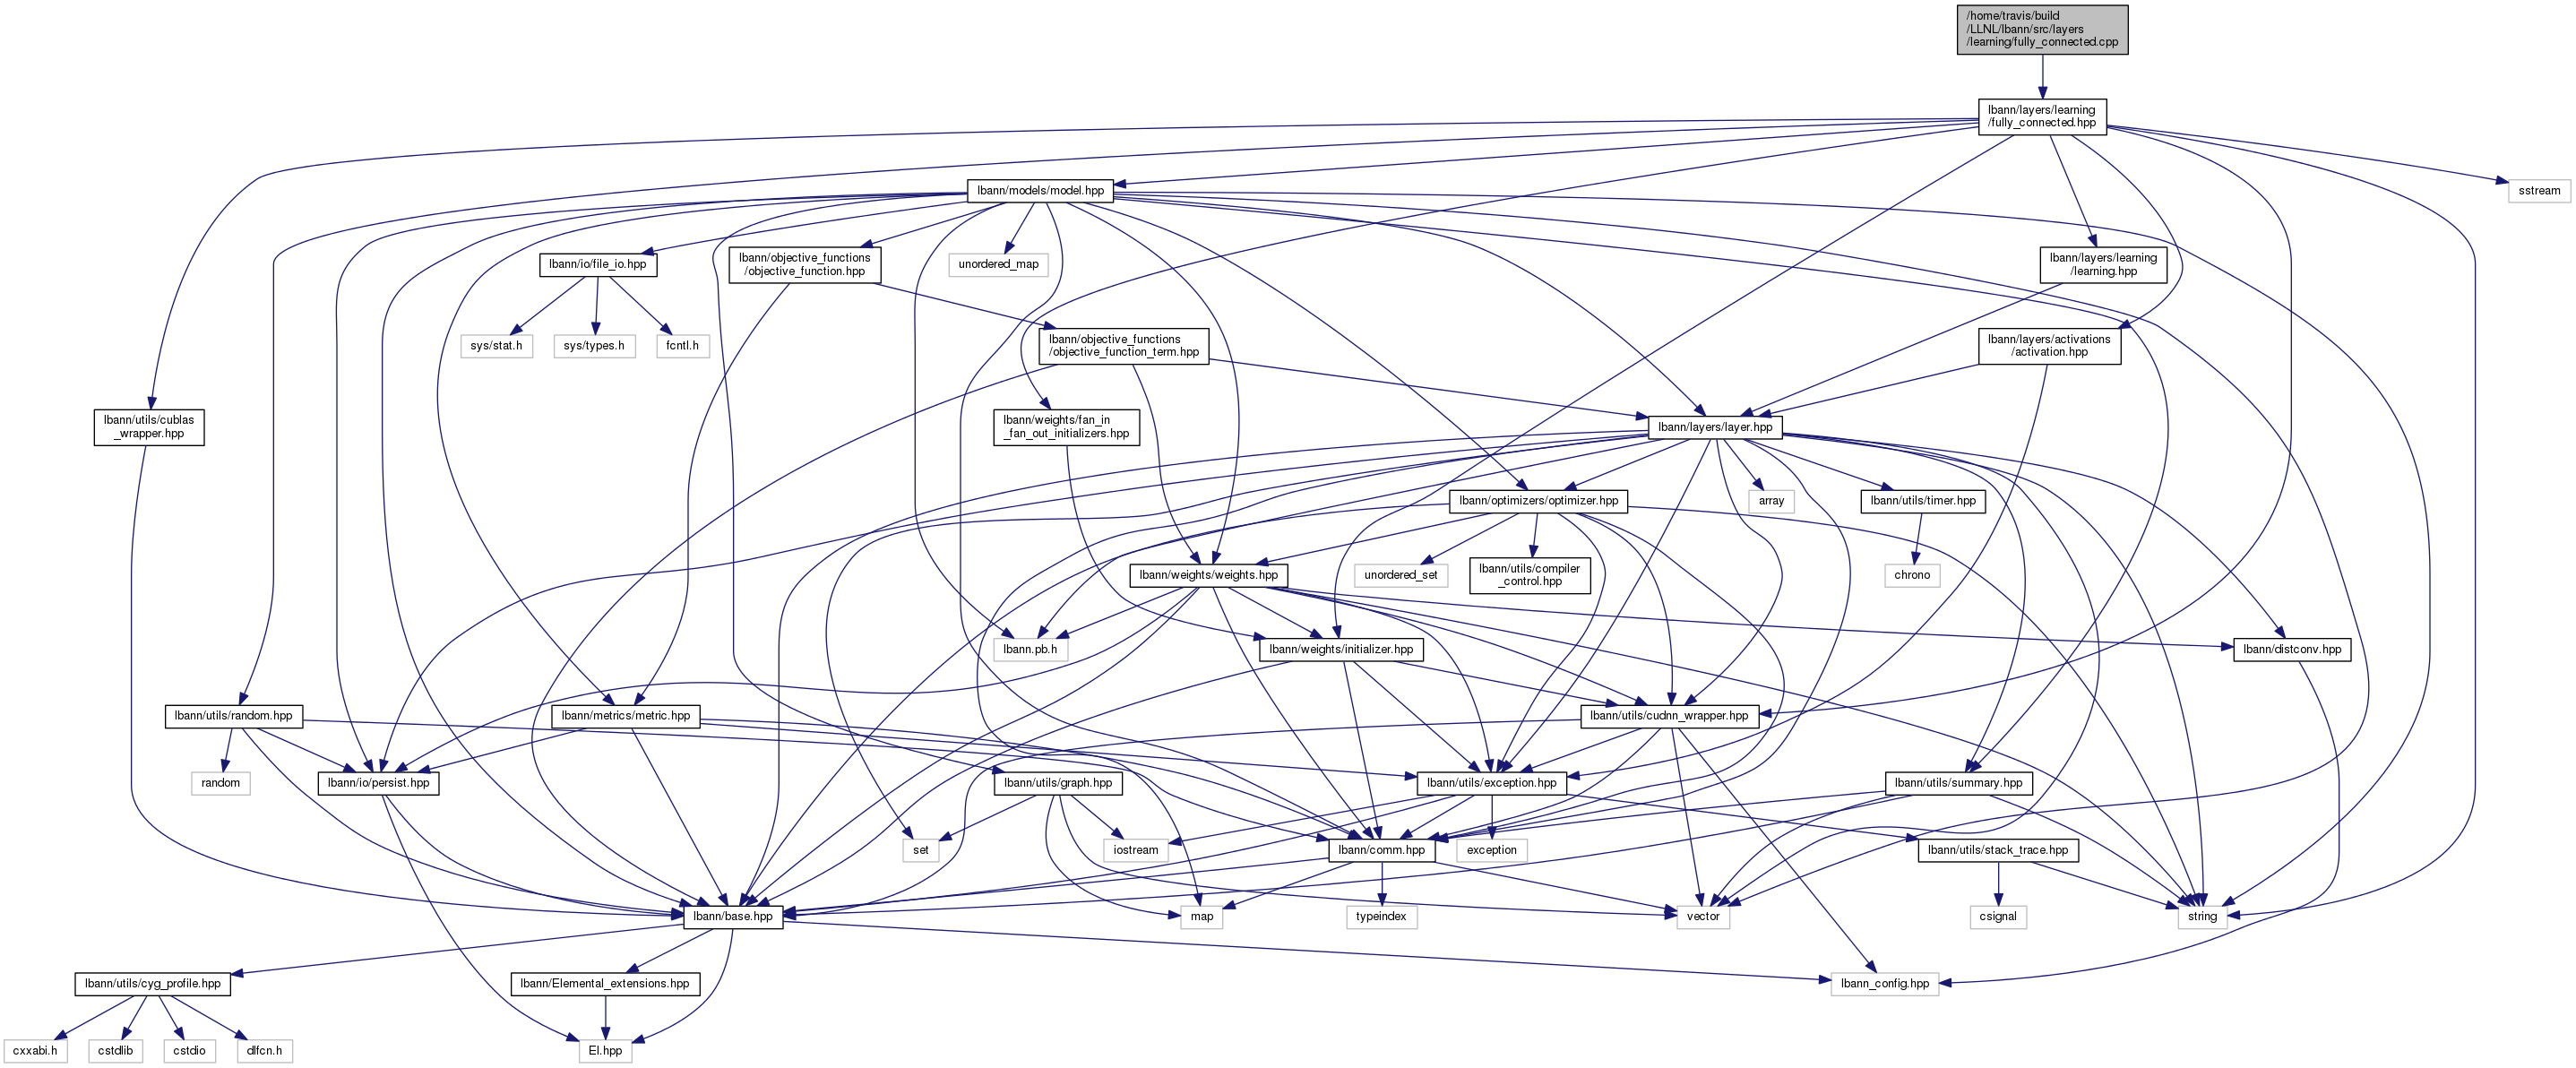 /home/travis/build
/LLNL/lbann/src/layers
/learning/fully_connected.cpp
lbann/layers/learning
/fully_connected.hpp
lbann/models/model.hpp
sstream
lbann/io/file_io.hpp
lbann/objective_functions
/objective_function.hpp
unordered_map
lbann/layers/learning
/learning.hpp
sys/stat.h
sys/types.h
fcntl.h
lbann/objective_functions
/objective_function_term.hpp
lbann/layers/activations
/activation.hpp
lbann/utils/cublas
_wrapper.hpp
lbann/weights/fan_in
_fan_out_initializers.hpp
lbann/layers/layer.hpp
lbann/optimizers/optimizer.hpp
array
lbann/utils/timer.hpp
lbann/weights/weights.hpp
unordered_set
lbann/utils/compiler
_control.hpp
chrono
lbann.pb.h
lbann/weights/initializer.hpp
lbann/distconv.hpp
lbann/utils/random.hpp
lbann/metrics/metric.hpp
lbann/utils/cudnn_wrapper.hpp
random
lbann/io/persist.hpp
lbann/utils/graph.hpp
lbann/utils/exception.hpp
lbann/utils/summary.hpp
set
iostream
lbann/comm.hpp
exception
lbann/utils/stack_trace.hpp
lbann/base.hpp
map
typeindex
vector
csignal
string
lbann/utils/cyg_profile.hpp
lbann/Elemental_extensions.hpp
lbann_config.hpp
cxxabi.h
cstdlib
cstdio
dlfcn.h
El.hpp